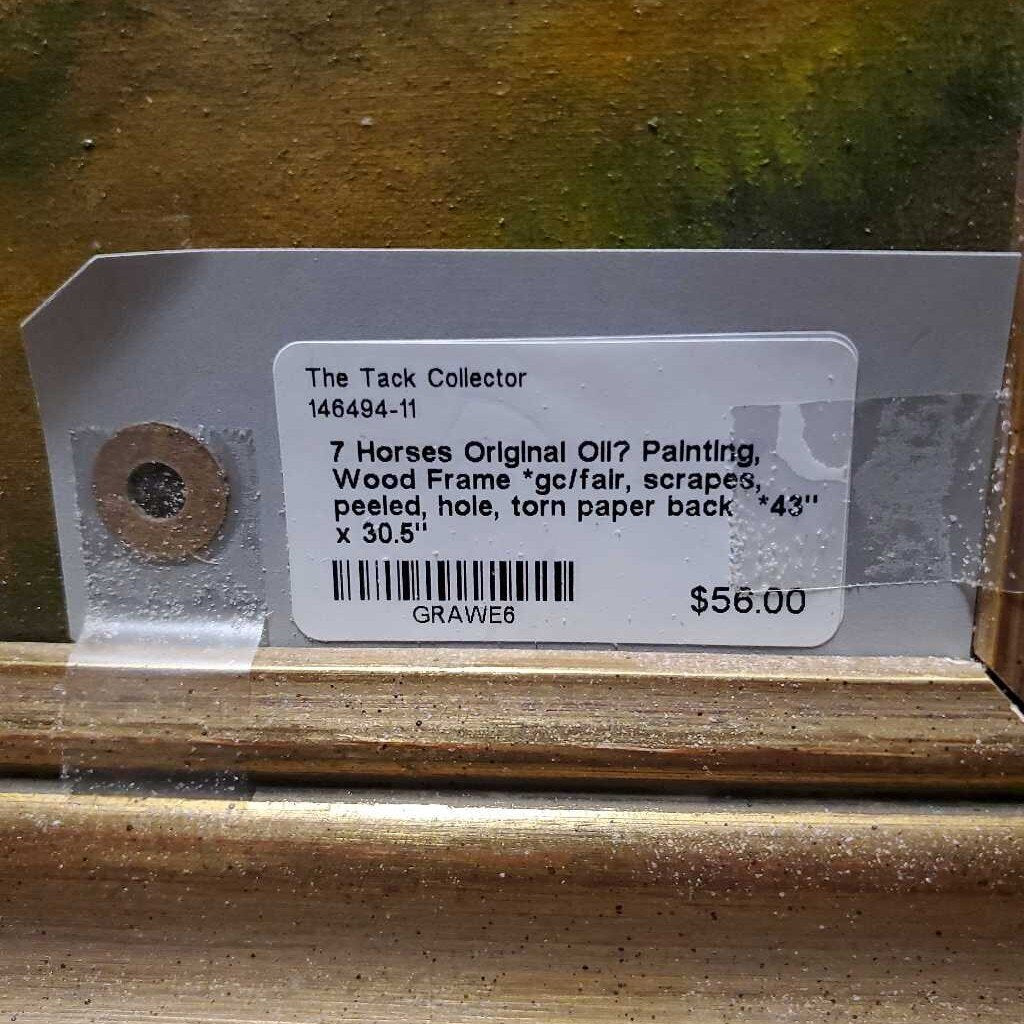 The Tack Collector
146494-11
7 Horses Original Oil? Painting,
Wood Frame *gc/fair, scrapes,
peeled, hole, torn paper back *43"
x 30.5"
GRAWE6
$56.00